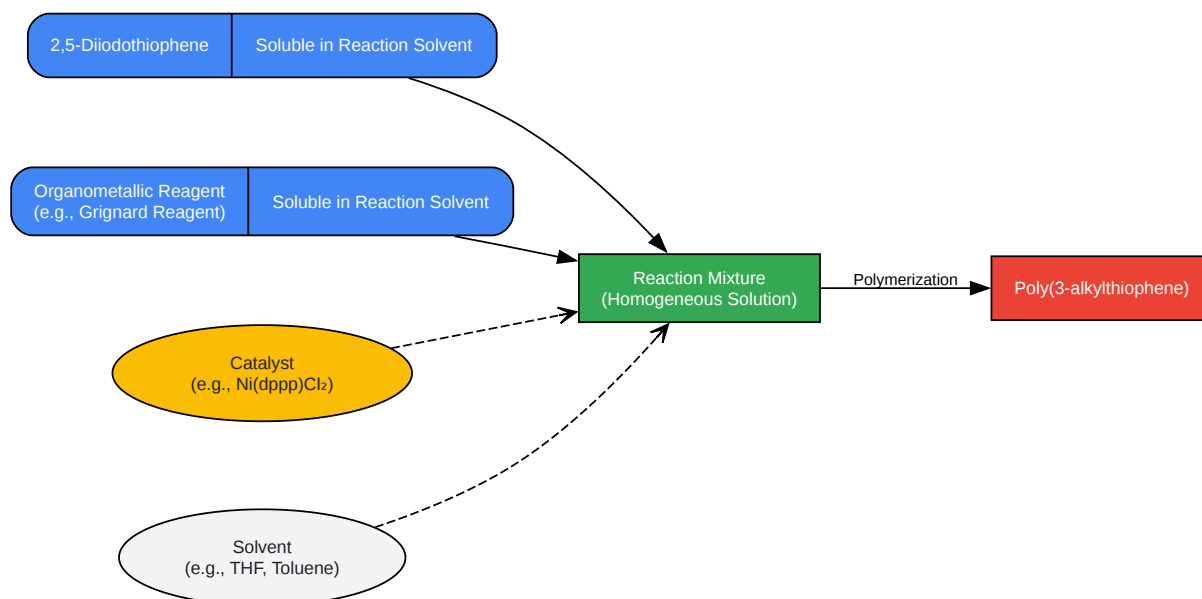 2,5-Diiodothiophene
Soluble in Reaction Solvent
Organometallic Reagent
(e.g., Grignard Reagent)
Soluble in Reaction Solvent
Reaction Mixture
(Homogeneous Solution)
Polymerization
Poly(3-alkylthiophene)
Catalyst
(e.g., Ni(dppp)Cl₂)
Solvent
(e.g., THF, Toluene)